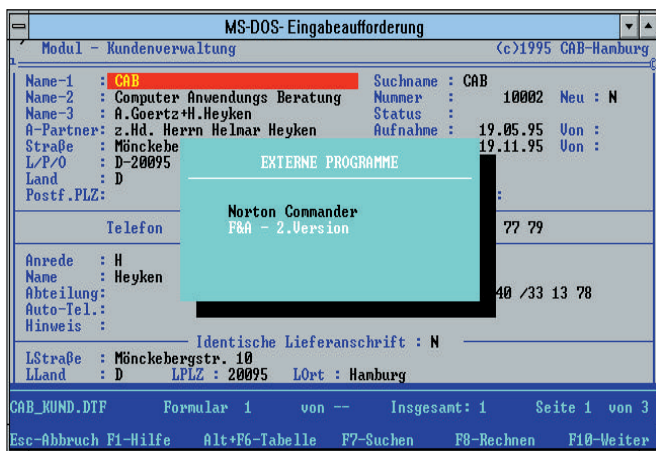 MS-DOS- Eingabeaufforderung
Modul - Kundenverwaltung (c)1995 CAB-Hamburg
Name-1 : CAB Suchname : CAB
Name-2 : Computer Anwendungs Beratung Nummer : 10002 Neu : N
Name-3 : A.Goertz+H.Heyken Status :
A-Partner: z.Hd. Herrn Helmar Heyken Aufnahme : 19.05.95 Von :
Straße : Möncke 19.11.95 Von :
L/P/O : D-20095
Land : D
Postf.PLZ: :
EXTERNE PROGRAMME
Norton Commander
F&A - 2.Version
Telefon 77 79
Anrede : H
Name : Heyken
Abteilung: 40 /33 13 78
Auto-Tel.:
Hinweis :
Identische Lieferanschrift : N
LStraße : Mönckebergstr. 10
LLand : D LPLZ : 20095 LOrt : Hamburg
CAB_KUND.DTF Formular 1 von -- Insgesamt: 1 Seite 1 von 3
Esc-Abbruch F1-Hilfe Alt+F6-Tabelle F7-Suchen F8-Rechnen F10-Weiter